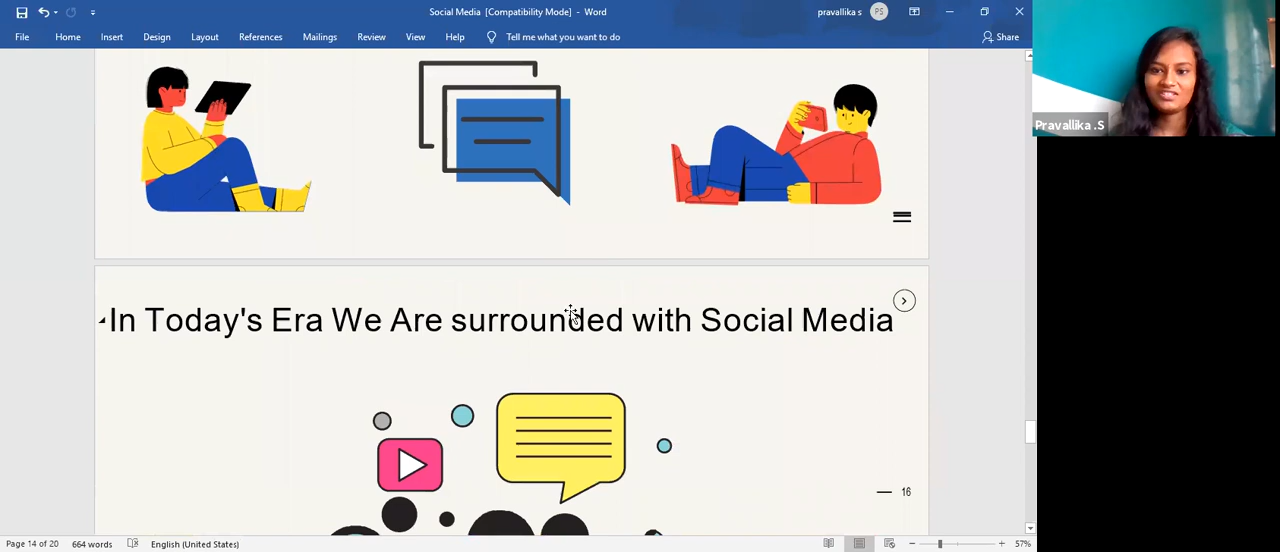 Social Media [Compatibility Mode] - Word
pravallika s
PS
File Home Insert Design Layout References Mailings Review View Help Tell me what you want to do Share
Pravallika .S
In Today's Era We Are surrounded with Social Media
16
Page 14 of 20 664 words English (United States) 57%